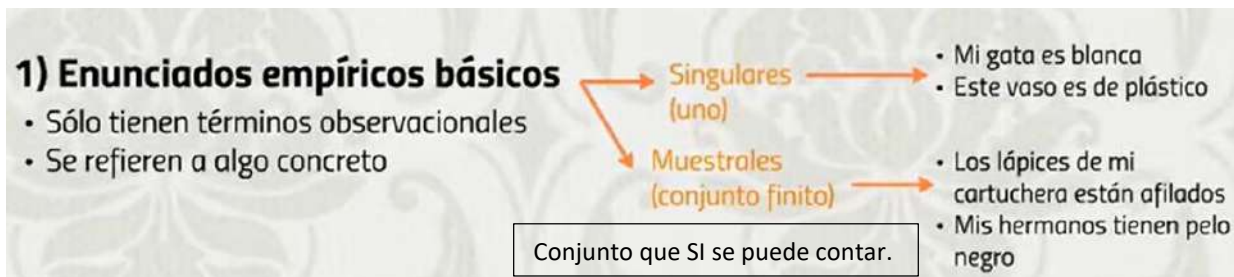 1) Enunciados empíricos básicos
• Sólo tienen términos observacionales
• Se refieren a algo concreto
Singulares
(uno)
• Mi gata es blanca
• Este vaso es de plástico
Muestrales
(conjunto finito)
• Los lápices de mi
cartuchera están afilados
• Mis hermanos tienen pelo
negro
Conjunto que SI se puede contar.